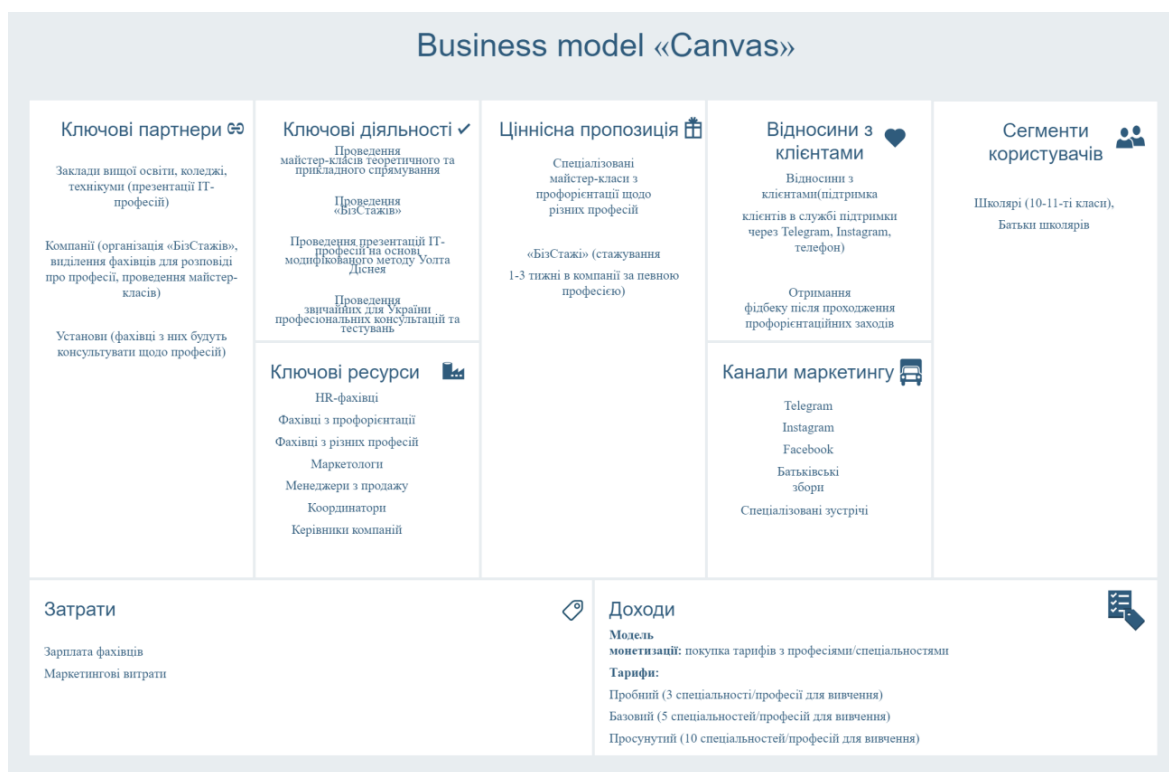 Business model «Canvas»
Ключові партнери
Заклади вищої освіти, коледжі,
технікуми (презентації ІТ-
професій)
Компанії (організація «БізСтажів»,
виділення фахівців для розповіді
про професії, проведення майстер-
класів)
Установи (фахівці з них будуть
консультувати щодо професій)
Ключові діяльності
Проведення
майстер-класів теоретичного та
прикладного спрямування
Проведення
«БізСтажів»
Проведення презентацій ІТ-
професій на основі
модифікованого методу Уолта
Діснея
Проведення
звичайних для України
професіональних консультацій та
тестувань
Ключові ресурси
HR-фахівці
Фахівці з профорієнтації
Фахівці з різних професій
Маркетологи
Менеджери з продажу
Координатори
Керівники компаній
Ціннісна пропозиція
Спеціалізовані
майстер-класи з
профорієнтації щодо
різних професій
«БізСтажі» (стажування
1-3 тижні в компанії за певною
професією)
Відносини з
клієнтами
Відносини з
клієнтами(підтримка
клієнтів в службі підтримки
через Telegram, Instagram,
телефон)
Отримання
фідбеку після проходження
профорієнтаційних заходів
Канали маркетингу
Telegram
Instagram
Facebook
Батьківські
збори
Спеціалізовані зустрічі
Сегменти
користувачів
Школярі (10-11-ті класи),
Батьки школярів
Затрати
Зарплата фахівців
Маркетингові витрати
Доходи
Модель
монетизації: покупка тарифів з професіями/спеціальностями
Тарифи:
Пробний (3 спеціальності/професії для вивчення)
Базовий (5 спеціальностей/професій для вивчення)
Просунутий (10 спеціальностей/професій для вивчення)